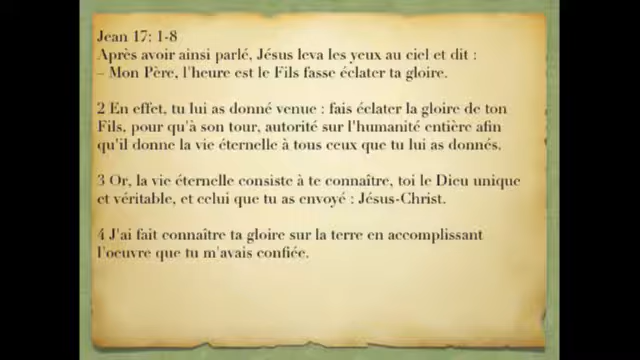 Jean 17: 1-8
Après avoir ainsi parlé, Jésus leva les yeux au ciel et dit :
– Mon Père, l'heure est le Fils fasse éclater ta gloire.
2 En effet, tu lui as donné venue : fais éclater la gloire de ton
Fils, pour qu'à son tour, autorité sur l'humanité entière afin
qu'il donne la vie éternelle à tous ceux que tu lui as donnés.
3 Or, la vie éternelle consiste à te connaître, toi le Dieu unique
et véritable, et celui que tu as envoyé : Jésus-Christ.
4 J'ai fait connaître ta gloire sur la terre en accomplissant
l'oeuvre que tu m'avais confiée.